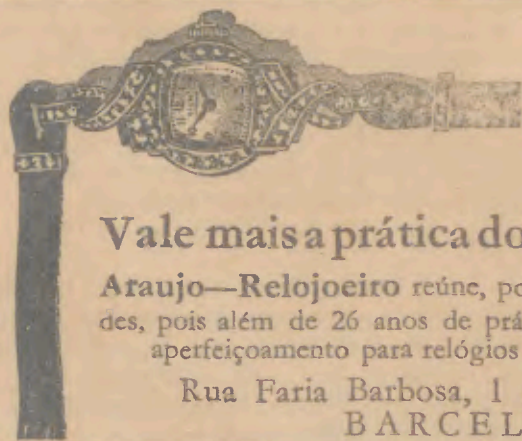 Vale mais a prática do
Araujo—Relojoeiro reúne, po
des, pois além de 26 anos de prá
aperfeiçoamento para relógios
Rua Faria Barbosa, 1
BARCEL